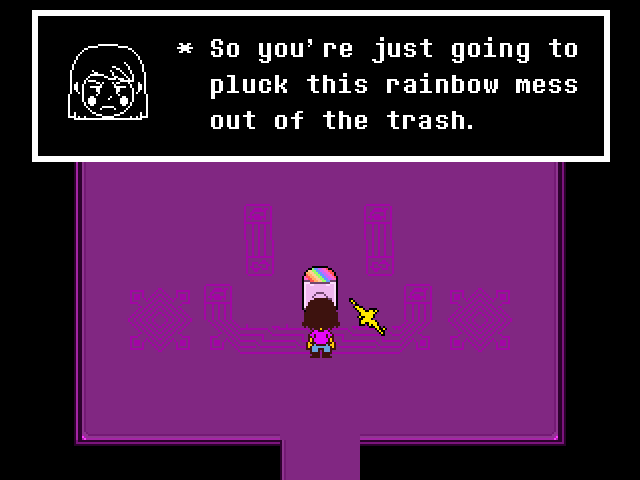 * So you're just going to
pluck this rainbow mess
out of the trash.